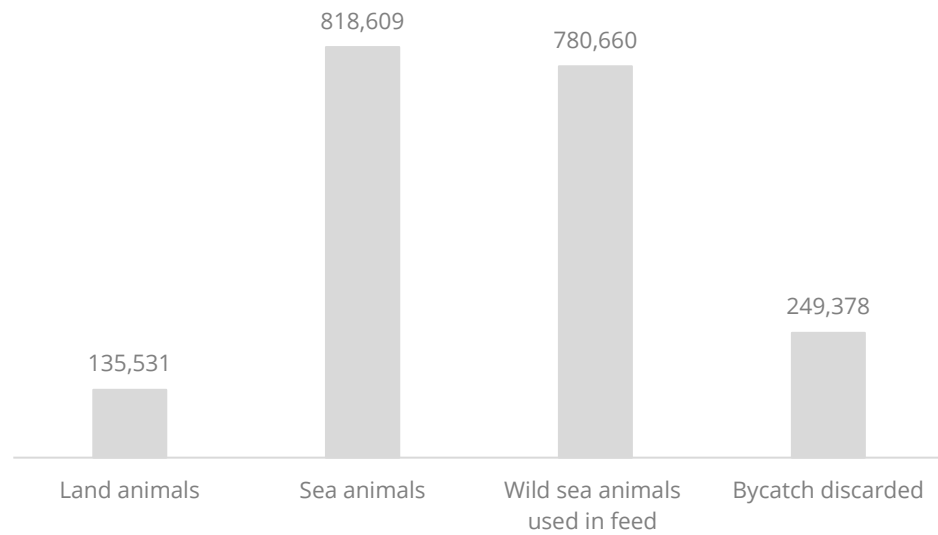 818,609
780,660
249,378
135,531
Land animals
Sea animals
Wild sea animals
used in feed
Bycatch discarded